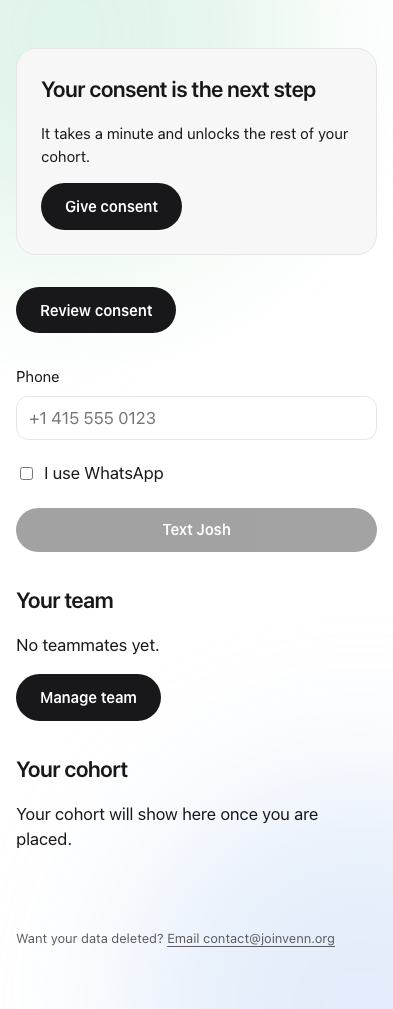 Your consent is the next step
It takes a minute and unlocks the rest of your
cohort.
Give consent
Review consent
Phone
+1 415 555 0123
I use WhatsApp
Text Josh
Your team
No teammates yet.
Manage team
Your cohort
Your cohort will show here once you are
placed.
Want your data deleted? Email contact@joinvenn.org